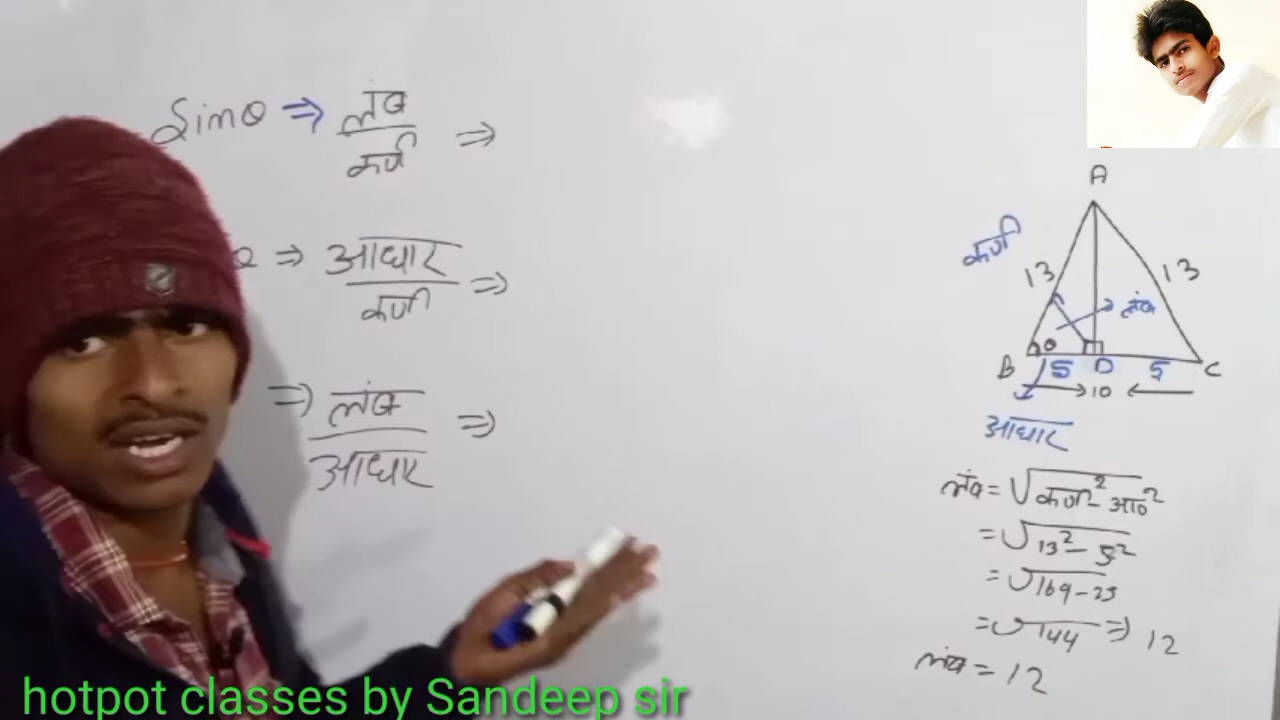 Sinθ ⇒ लंब / कर्ण ⇒
⇒ आधार / कर्ण ⇒
⇒ लंब / आधार ⇒
A
कर्ण
13
13
लंब
θ
B 5 D 5 C
10
आधार
लंब = √कर्ण² - आ०²
= √13² - 5²
= √169 - 25
= √144 ⇒ 12
लंब = 12
hotpot classes by Sandeep sir